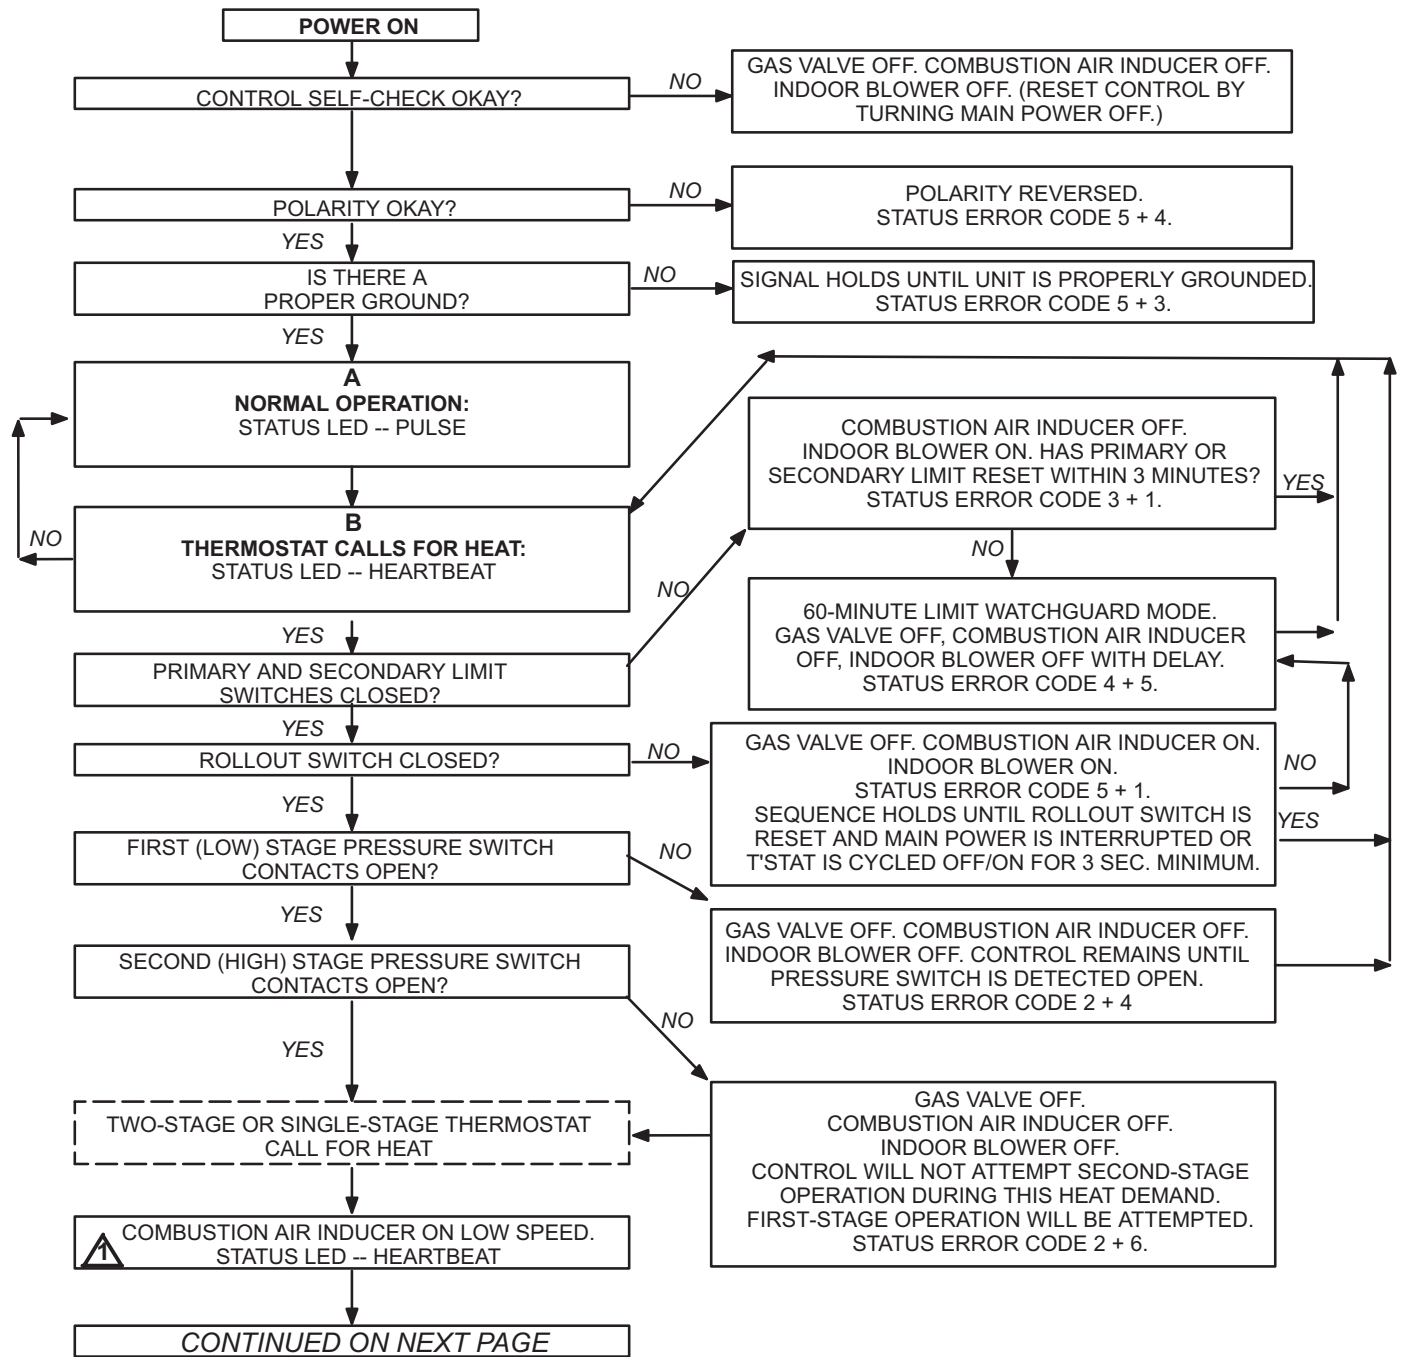 POWER ON
CONTROL SELF-CHECK OKAY?
NO
GAS VALVE OFF. COMBUSTION AIR INDUCER OFF.
INDOOR BLOWER OFF. (RESET CONTROL BY
TURNING MAIN POWER OFF.)
POLARITY OKAY?
NO
POLARITY REVERSED.
STATUS ERROR CODE 5 + 4.
YES
IS THERE A
PROPER GROUND?
NO
SIGNAL HOLDS UNTIL UNIT IS PROPERLY GROUNDED.
STATUS ERROR CODE 5 + 3.
YES
A
NORMAL OPERATION:
STATUS LED -- PULSE
B
THERMOSTAT CALLS FOR HEAT:
STATUS LED -- HEARTBEAT
NO
COMBUSTION AIR INDUCER OFF.
INDOOR BLOWER ON. HAS PRIMARY OR
SECONDARY LIMIT RESET WITHIN 3 MINUTES?
STATUS ERROR CODE 3 + 1.
YES
NO
NO
60-MINUTE LIMIT WATCHGUARD MODE.
GAS VALVE OFF, COMBUSTION AIR INDUCER
OFF, INDOOR BLOWER OFF WITH DELAY.
STATUS ERROR CODE 4 + 5.
YES
PRIMARY AND SECONDARY LIMIT
SWITCHES CLOSED?
YES
ROLLOUT SWITCH CLOSED?
NO
GAS VALVE OFF. COMBUSTION AIR INDUCER ON.
INDOOR BLOWER ON.
STATUS ERROR CODE 5 + 1.
SEQUENCE HOLDS UNTIL ROLLOUT SWITCH IS
RESET AND MAIN POWER IS INTERRUPTED OR
T'STAT IS CYCLED OFF/ON FOR 3 SEC. MINIMUM.
NO
YES
YES
FIRST (LOW) STAGE PRESSURE SWITCH
CONTACTS OPEN?
NO
GAS VALVE OFF. COMBUSTION AIR INDUCER OFF.
INDOOR BLOWER OFF. CONTROL REMAINS UNTIL
PRESSURE SWITCH IS DETECTED OPEN.
STATUS ERROR CODE 2 + 4
YES
SECOND (HIGH) STAGE PRESSURE SWITCH
CONTACTS OPEN?
NO
YES
GAS VALVE OFF.
COMBUSTION AIR INDUCER OFF.
INDOOR BLOWER OFF.
CONTROL WILL NOT ATTEMPT SECOND-STAGE
OPERATION DURING THIS HEAT DEMAND.
FIRST-STAGE OPERATION WILL BE ATTEMPTED.
STATUS ERROR CODE 2 + 6.
TWO-STAGE OR SINGLE-STAGE THERMOSTAT
CALL FOR HEAT
1
COMBUSTION AIR INDUCER ON LOW SPEED.
STATUS LED -- HEARTBEAT
CONTINUED ON NEXT PAGE